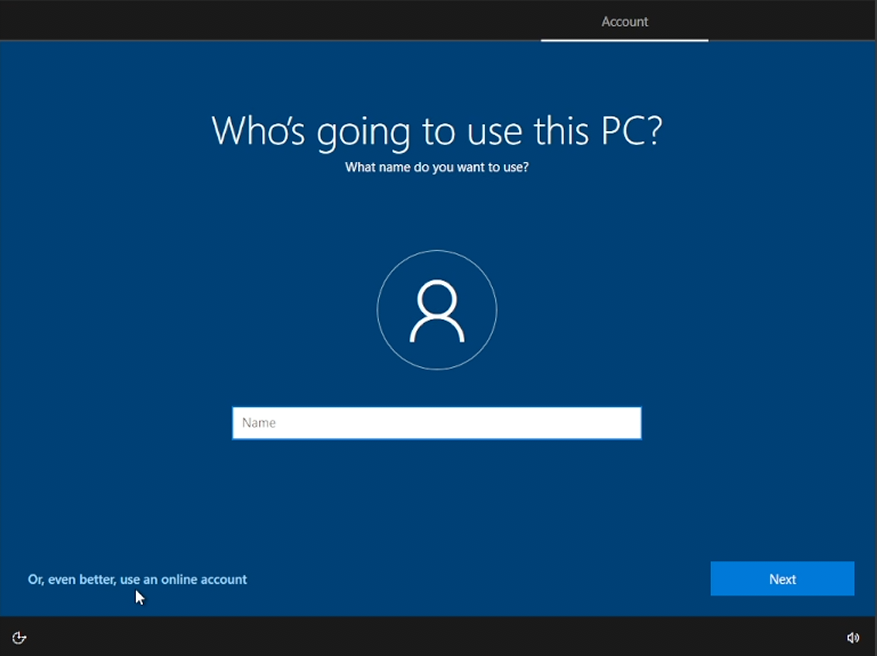 Account
Who's going to use this PC?
What name do you want to use?
Name
Or, even better, use an online account
Next